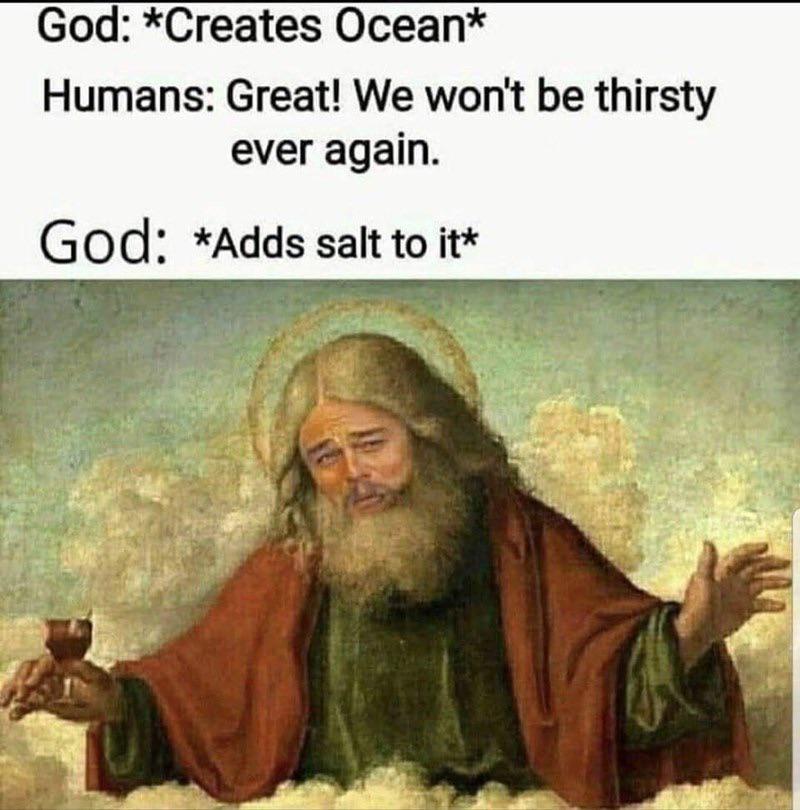 God: *Creates Ocean*
Humans: Great! We won't be thirsty
ever again.
God: *Adds salt to it*